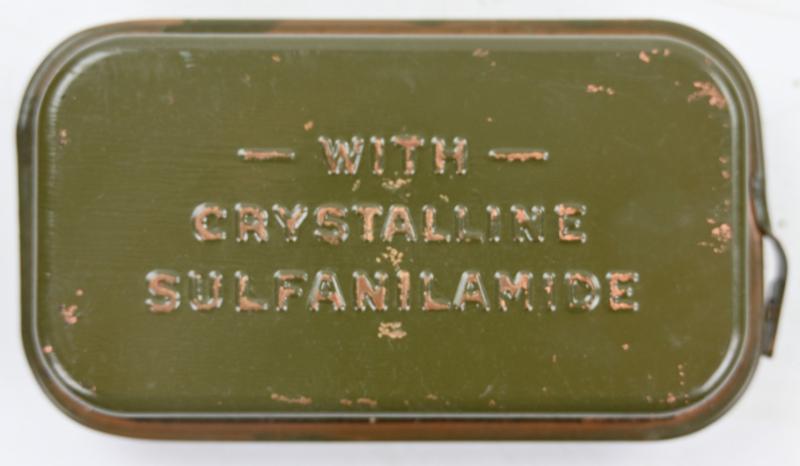 — WITH —
CRYSTALLINE
SULFANILAMIDE